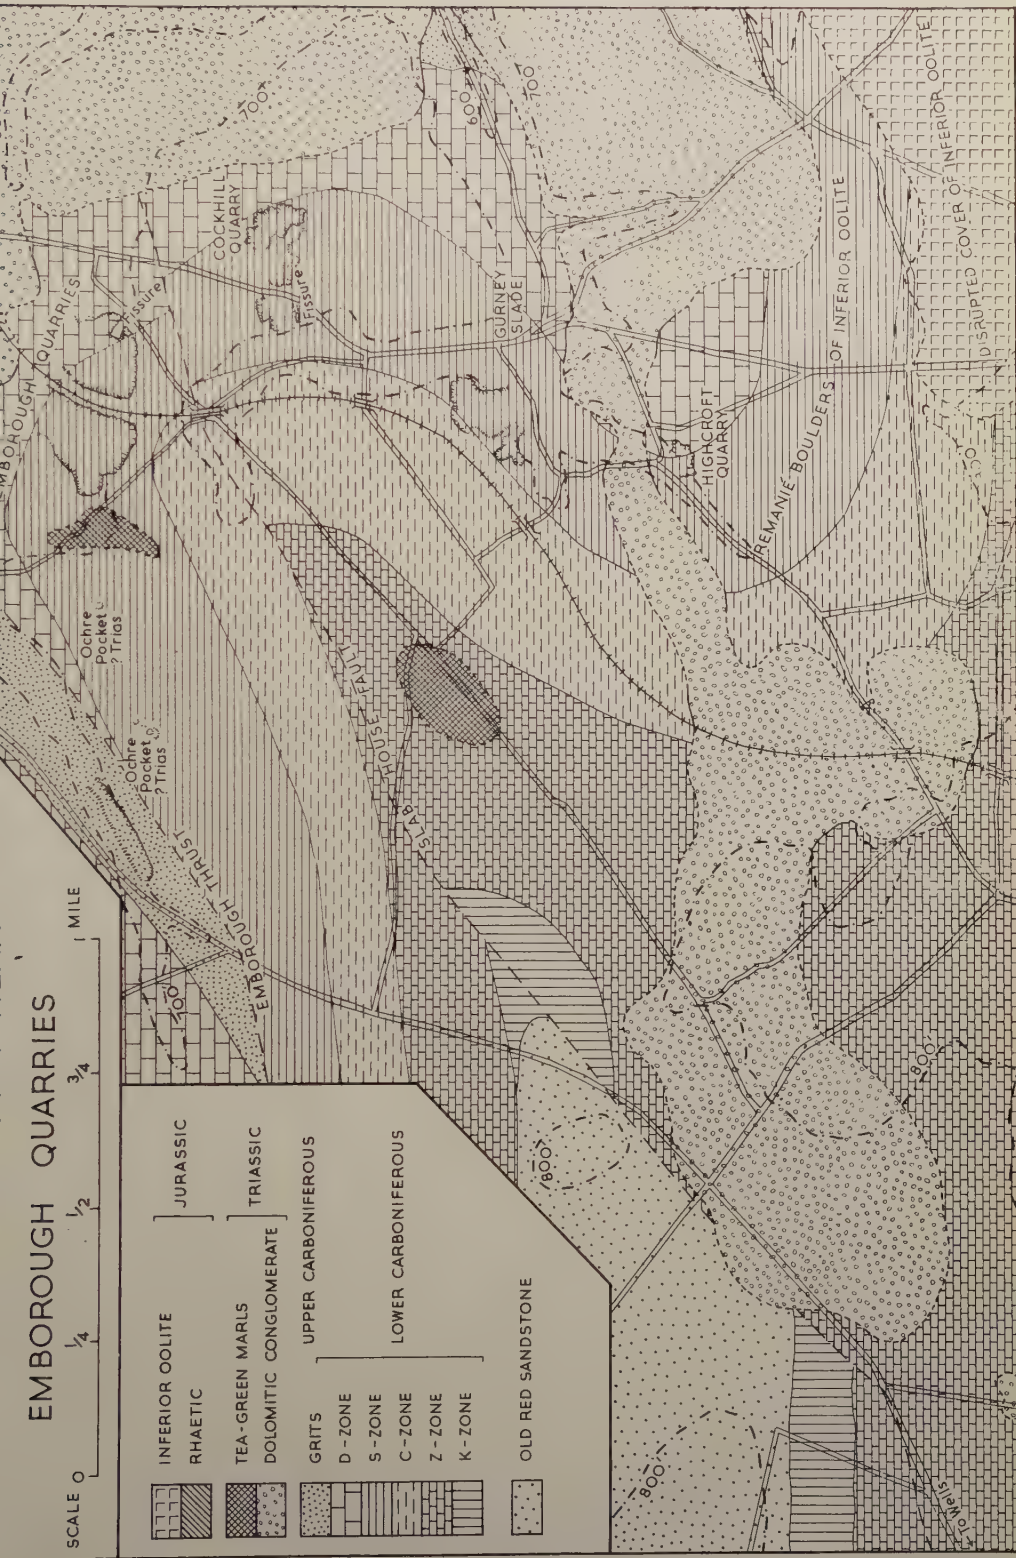 EMBOROUGH QUARRIES
SCALE 0 1/4 1/2 3/4 1 MILE
INFERIOR OOLITE
RHAETIC
JURASSIC
TEA-GREEN MARLS
DOLOMITIC CONGLOMERATE
TRIASSIC
GRITS
UPPER CARBONIFEROUS
D-ZONE
S-ZONE
C-ZONE
Z-ZONE
K-ZONE
LOWER CARBONIFEROUS
OLD RED SANDSTONE
EMBOROUGH QUARRIES
Fissure
COCKHILL
QUARRY
Fissure
700
600
700
Ochre
Pocket
? Trias
Ochre
Pocket
? Trias
EMBOROUGH THRUST
700
SLAB HOUSE FAULT
GURNEY
SLADE
HIGHCROFT
QUARRY
REMANIE BOULDERS OF INFERIOR OOLITE
DISRUPTED COVER OF INFERIOR OOLITE
800
800
800
To Wells